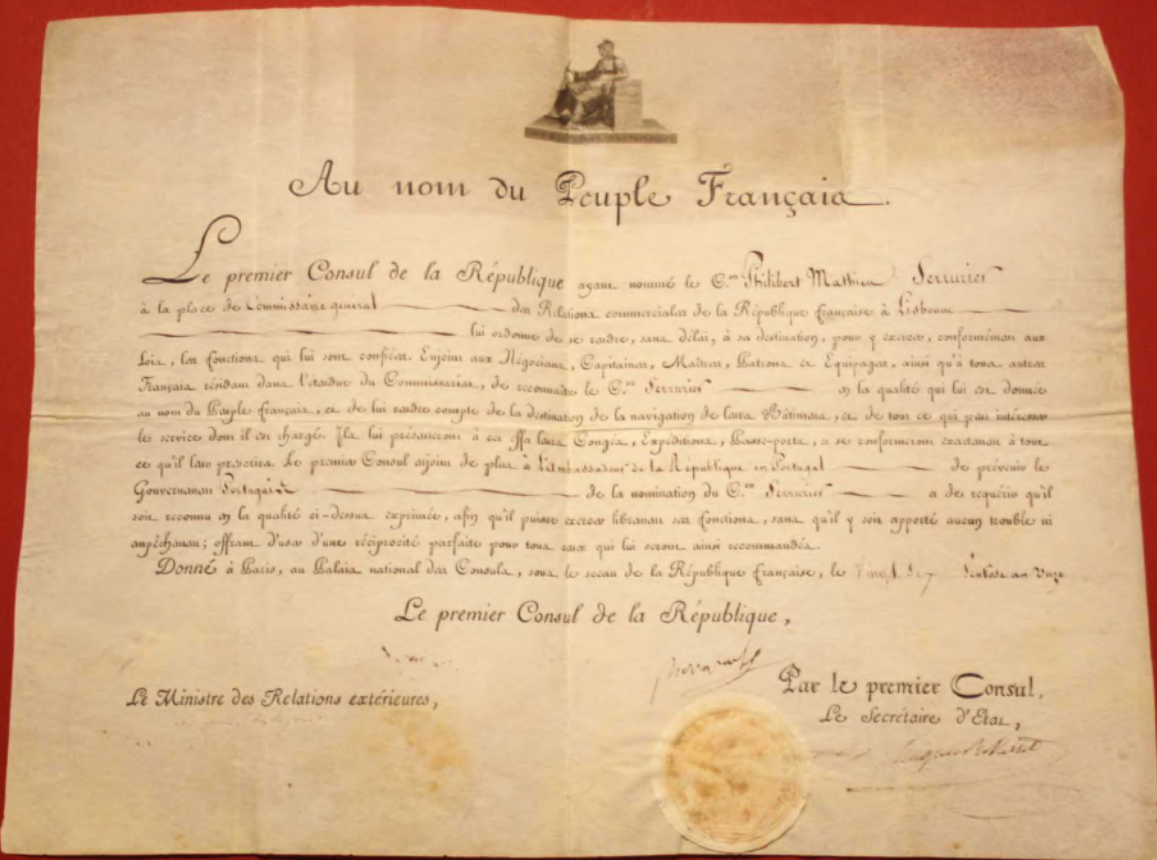 Au nom du Peuple Français.
Le premier Consul de la République ayant nommé le C.en Philibert Mathieu Serrurier
à la place de Commissaire general des Relations commerciales de la République française à Lisbonne
lui ordonne de se rendre, sans délai, à sa destination, pour y exercer, conformément aux
Lois, les fonctions qui lui sont confiées. Enjoint aux Négocians, Capitaines, Maîtres, Patrons et Equipages, ainsi qu'à tous autres
Français résidant dans l'étendue du Commissariat, de reconnaître le C.en Serrurier en la qualité qui lui est donnée
au nom du Peuple français, et de lui rendre compte de la destination de la navigation de leurs Bâtimens, et de tout ce qui peut intéresser
le service dont il est chargé. Ils lui présenteront à cet effet leurs Congés, Expéditions, Passe-ports, et se conformeront exactement à tout
ce qu'il leur prescrira. Le premier Consul enjoint de plus à l'Ambassadeur de la République en Portugal de prévenir le
Gouvernement Portugais de la nomination du C.en Serrurier et de requérir qu'il
soit reconnu en la qualité ci-dessus exprimée, afin qu'il puisse exercer librement ses fonctions, sans qu'il y soit apporté aucun trouble ni
empêchement; offrant d'user d'une réciprocité parfaite pour tous ceux qui lui seront ainsi recommandés.
Donné à Paris, au Palais national des Consuls, sous le sceau de la République française, le Vingt Ventose an Onze
Le premier Consul de la République,
Bonaparte
Par le premier Consul,
Le Ministre des Relations extérieures,
Le Secrétaire d'Etat,
Hugues B. Maret